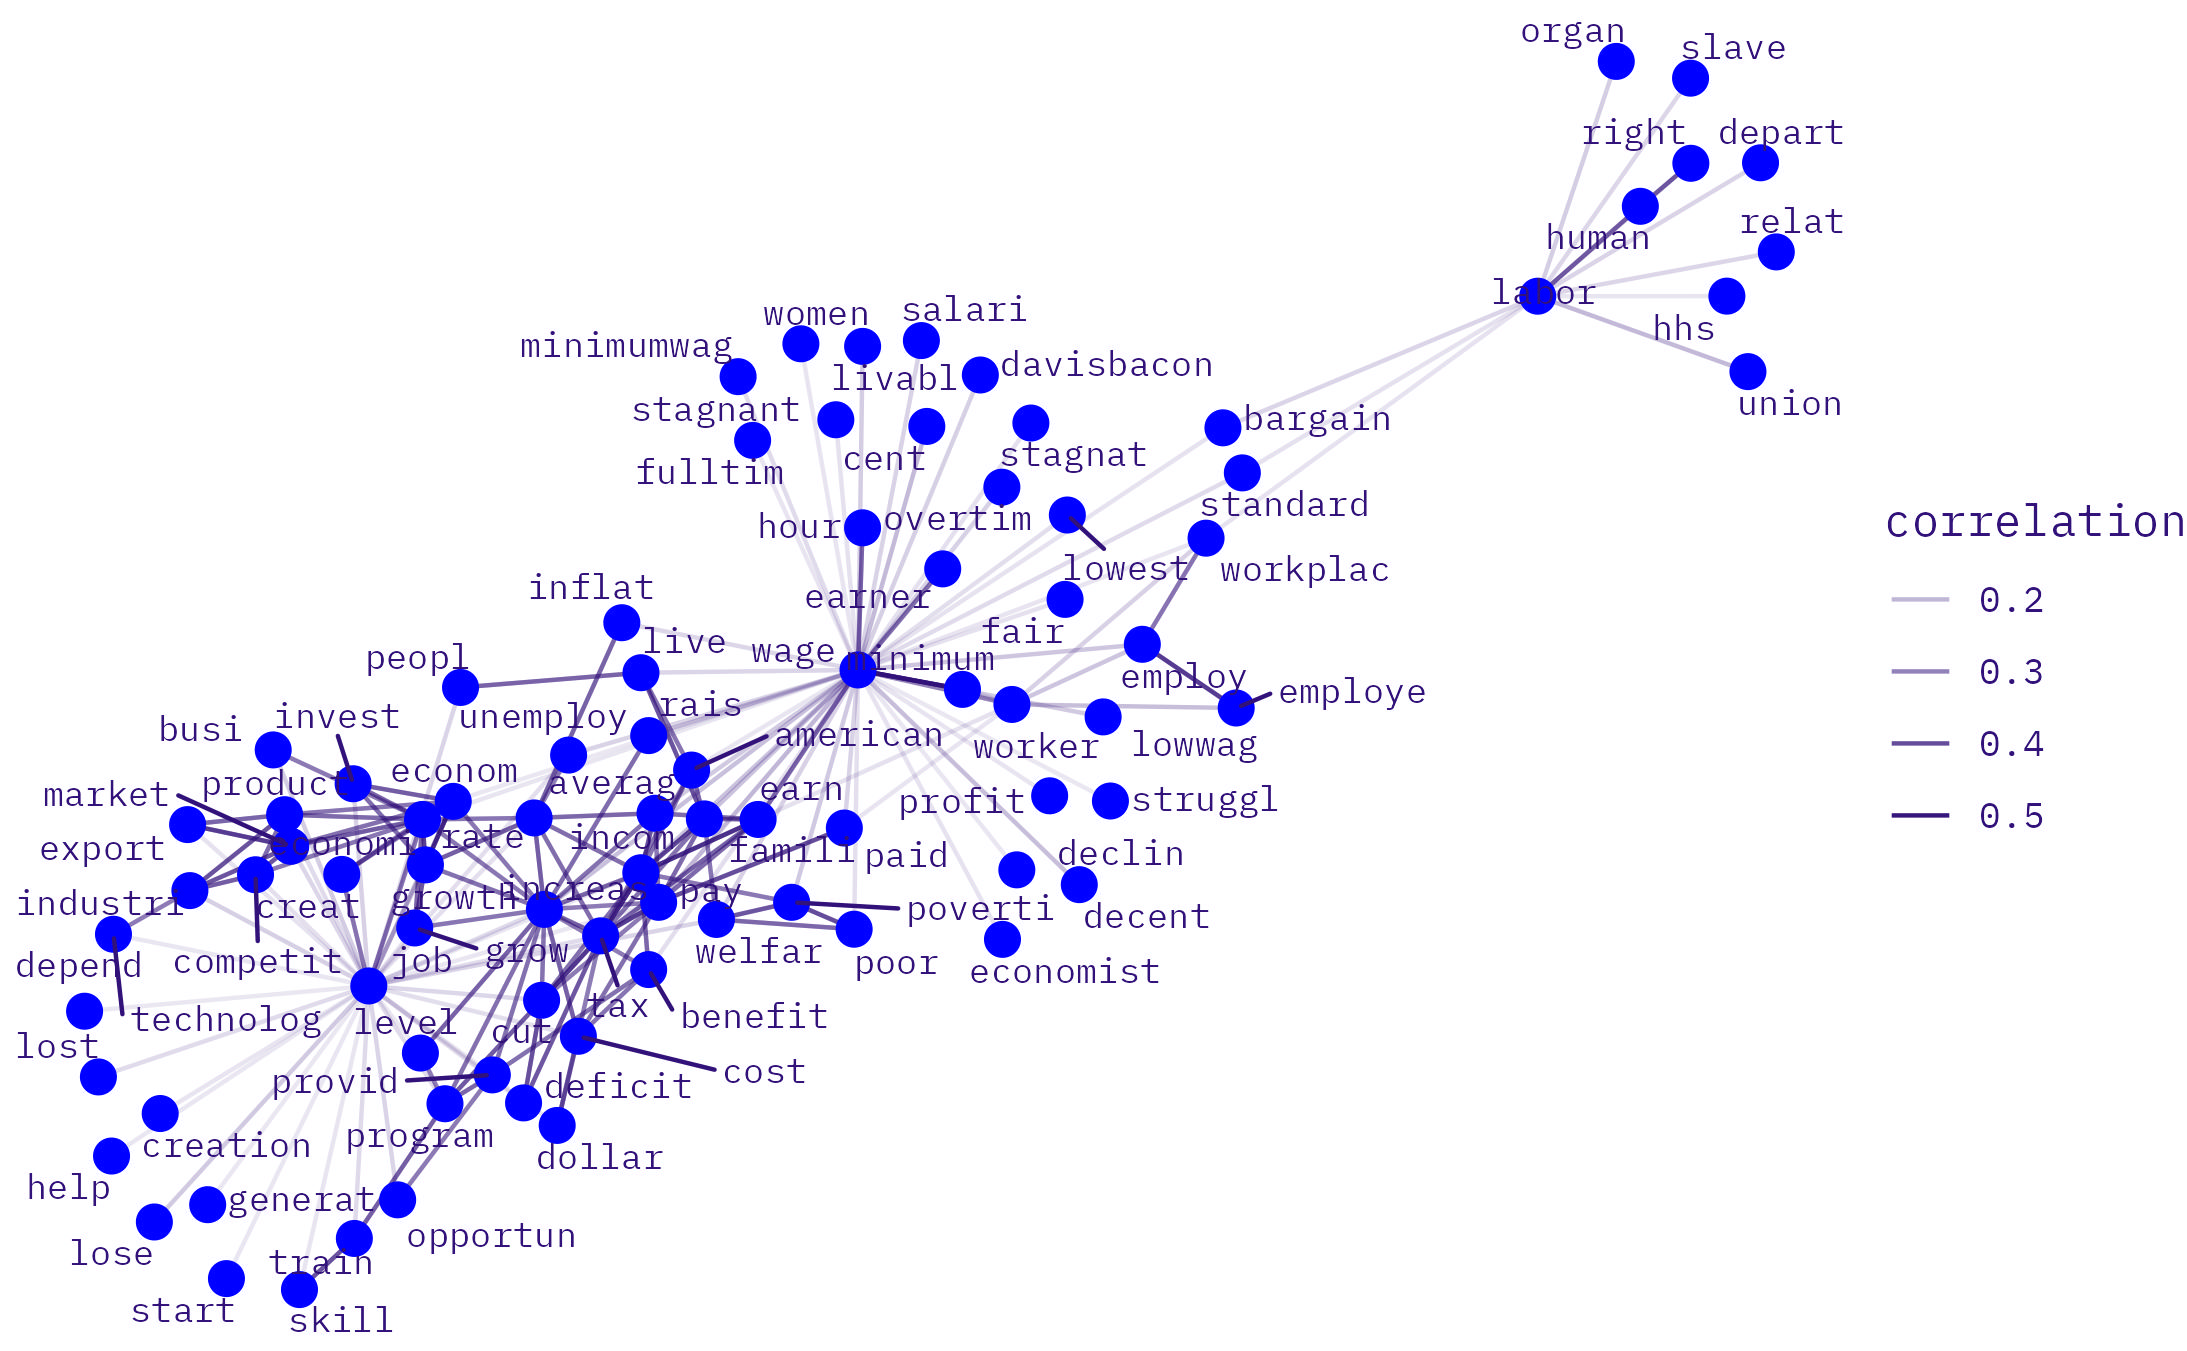 organ
slave
right
depart
human
relat
labor
hhs
union
women
salari
minimumwag
livabl
davisbacon
stagnant
bargain
fulltim
cent
stagnat
hour
overtim
standard
lowest
workplac
inflat
earner
fair
live
wage
minimum
peopl
employ
employe
invest
unemploy
rais
busi
american
worker
lowwag
product
econom
averag
earn
market
profit
struggl
export
economi
rate
incom
famili
paid
declin
industri
creat
growth
increas
pay
poverti
decent
depend
competit
job
grow
welfar
poor
economist
technolog
level
cut
tax
benefit
lost
provid
deficit
cost
creation
program
dollar
help
generat
opportun
lose
train
start
skill
correlation
0.2
0.3
0.4
0.5